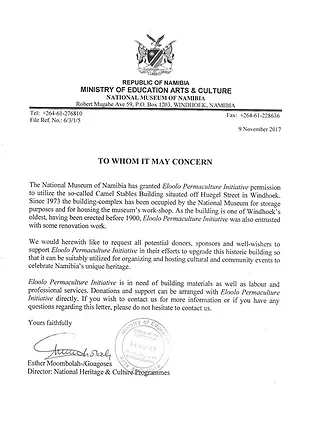 REPUBLIC OF NAMIBIA
MINISTRY OF EDUCATION ARTS & CULTURE
NATIONAL MUSEUM OF NAMIBIA
Robert Mugabe Ave 59, P.O. Box 1203, WINDHOEK, NAMIBIA
Tel: +264-61-276810
Fax: +264-61-228636
File Ref. No.: 6/3/1/5
9 November 2017
TO WHOM IT MAY CONCERN
The National Museum of Namibia has granted Eloolo Permaculture Initiative permission
to utilize the so-called Camel Stables Building situated off Huegel Street in Windhoek.
Since 1973 the building-complex has been occupied by the National Museum for storage
purposes and for housing the museum's work-shop. As the building is one of Windhoek's
oldest, having been erected before 1900, Eloolo Permaculture Initiative was also entrusted
with some renovation work.
We would herewith like to request all potential donors, sponsors and well-wishers to
support Eloolo Permaculture Initiative in their efforts to upgrade this historic building so
that it can be suitably utilized for organizing and hosting cultural and community events to
celebrate Namibia's unique heritage.
Eloolo Permaculture Initiative is in need of building materials as well as labour and
professional services. Donations and support can be arranged with Eloolo Permaculture
Initiative directly. If you wish to contact us for more information or if you have any
questions regarding this letter, please do not hesitate to contact us.
Yours faithfully
Esther Moombolah-/Goagoses
Director: National Heritage & Culture Programmes